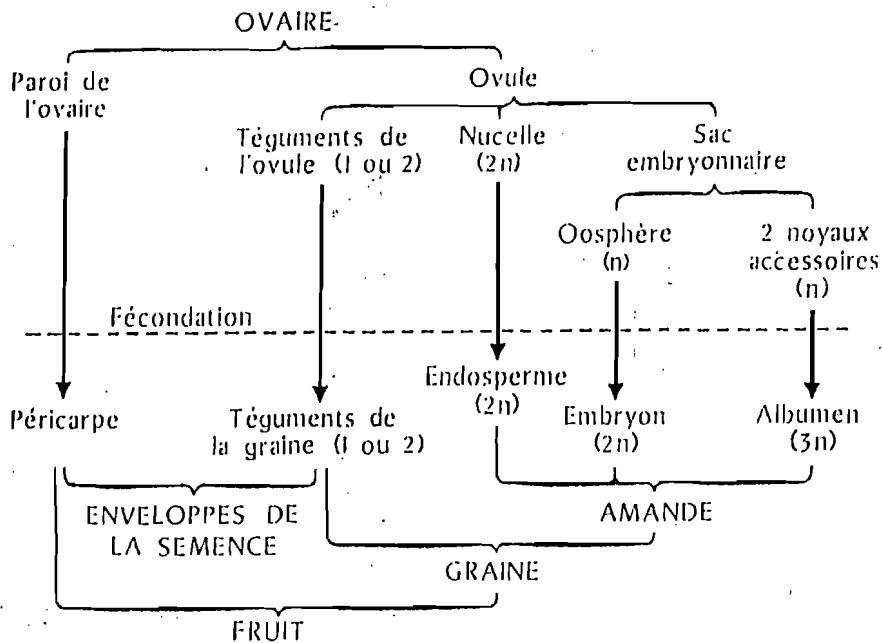 OVAIRE
Paroi de
l'ovaire
Ovule
Téguments de
l'ovule (1 ou 2)
Nucelle
(2n)
Sac
embryonnaire
Oosphère
(n)
2 noyaux
accessoires
(n)
Fécondation
Péricarpe
Téguments de
la graine (1 ou 2)
Endosperme
(2n)
Embryon
(2n)
Albumen
(3n)
ENVELOPPES DE
LA SEMENCE
AMANDE
GRAINE
FRUIT